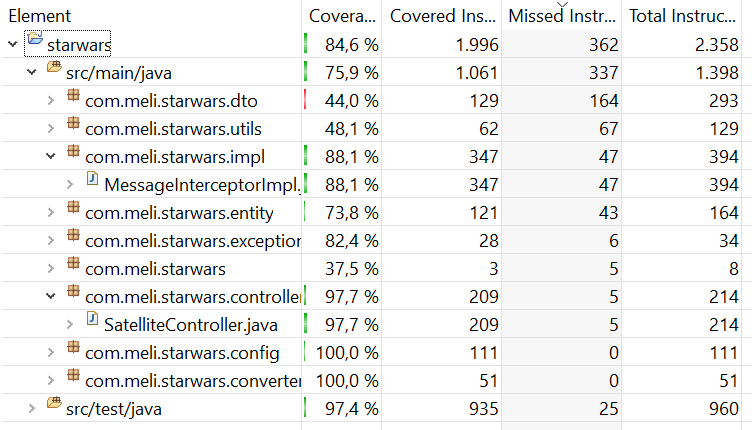 Element Covera... Covered Ins... Missed Instr... Total Instruc...
starwars 84,6 % 1.996 362 2.358
src/main/java 75,9 % 1.061 337 1.398
com.meli.starwars.dto 44,0 % 129 164 293
com.meli.starwars.utils 48,1 % 62 67 129
com.meli.starwars.impl 88,1 % 347 47 394
MessageInterceptorImpl. 88,1 % 347 47 394
com.meli.starwars.entity 73,8 % 121 43 164
com.meli.starwars.exception 82,4 % 28 6 34
com.meli.starwars 37,5 % 3 5 8
com.meli.starwars.controller 97,7 % 209 5 214
SatelliteController.java 97,7 % 209 5 214
com.meli.starwars.config 100,0 % 111 0 111
com.meli.starwars.converter 100,0 % 51 0 51
src/test/java 97,4 % 935 25 960